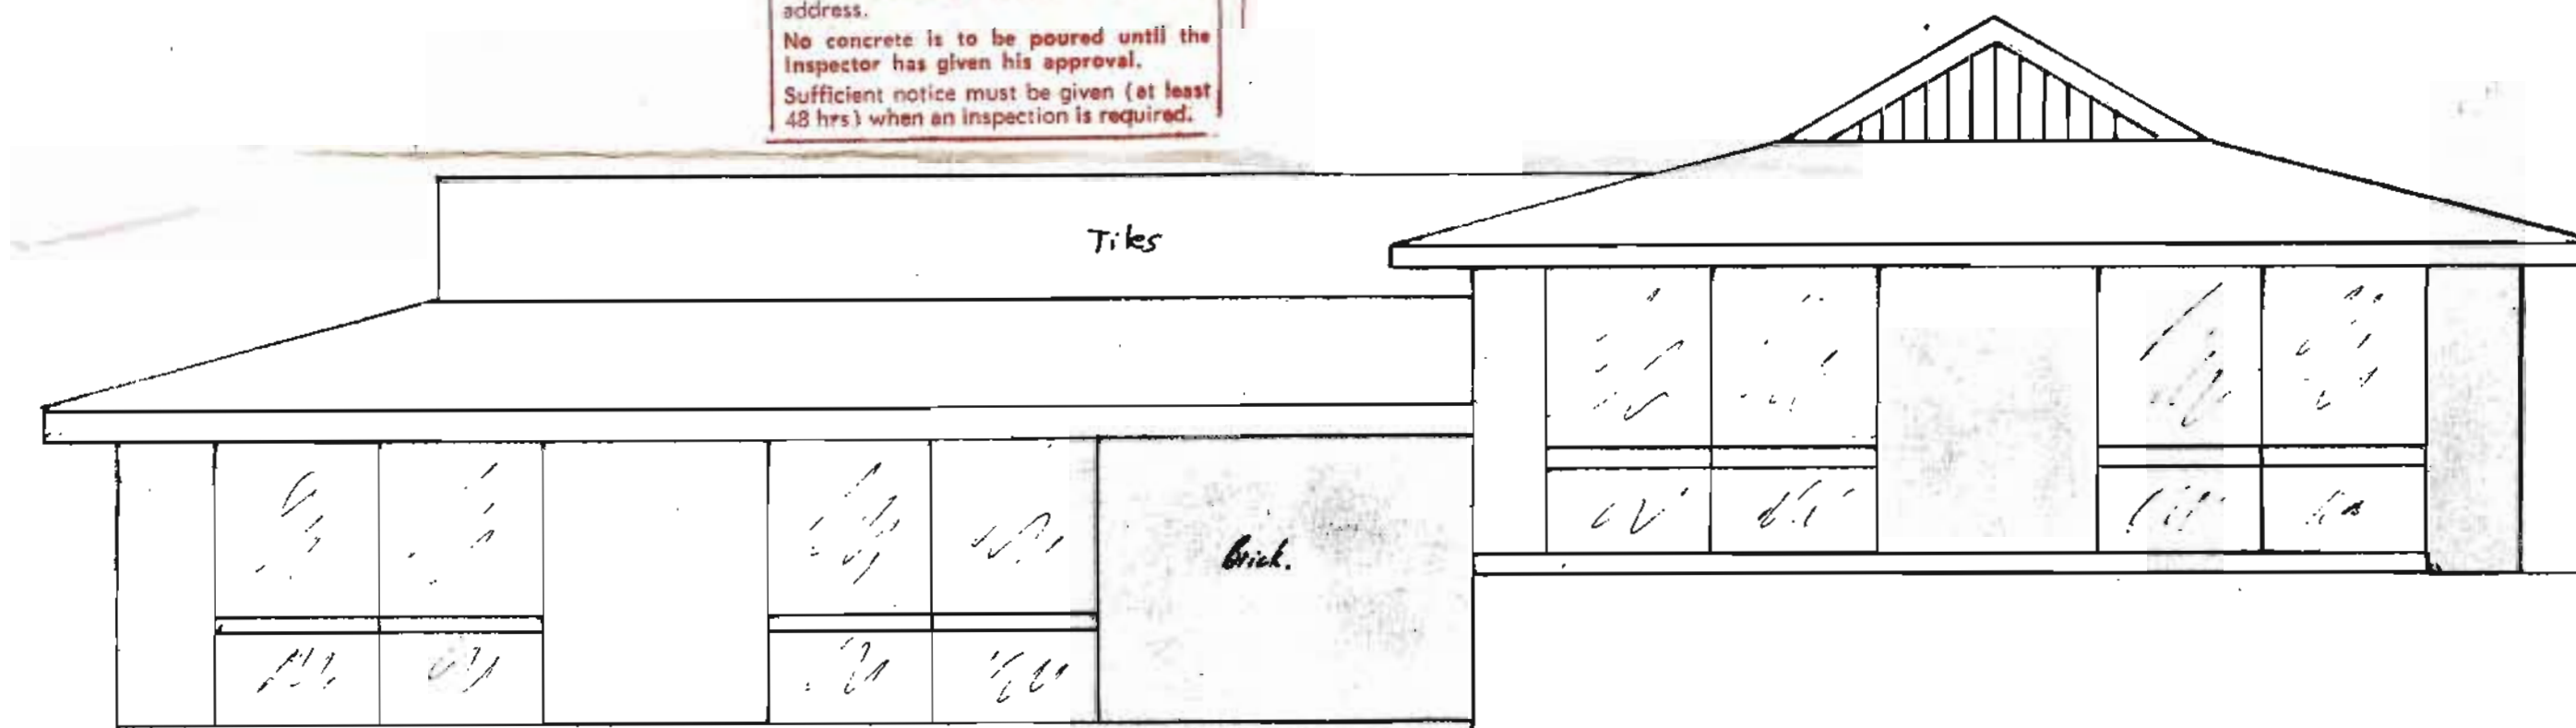 address.
No concrete is to be poured until the
Inspector has given his approval.
Sufficient notice must be given (at least
48 hrs) when an inspection is required.
Tiles
Brick.